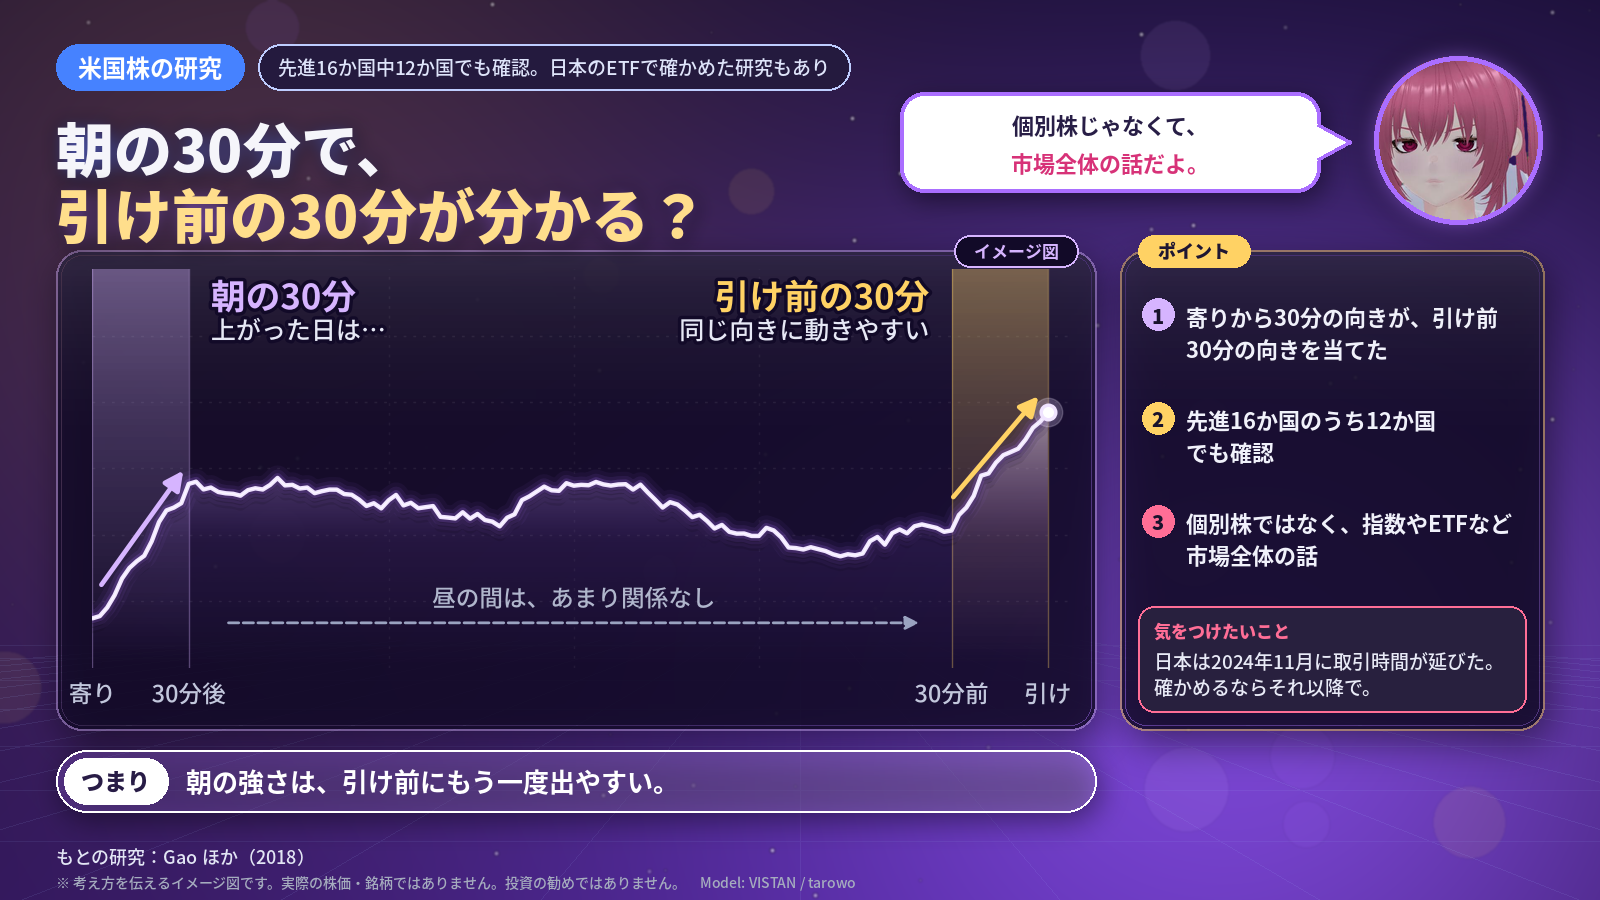 米国株の研究
先進16か国中12か国でも確認。日本のETFで確かめた研究もあり
朝の30分で、
引け前の30分が分かる？
個別株じゃなくて、
市場全体の話だよ。
イメージ図
朝の30分
上がった日は…
引け前の30分
同じ向きに動きやすい
昼の間は、あまり関係なし
寄り
30分後
30分前
引け
ポイント
1
寄りから30分の向きが、引け前
30分の向きを当てた
2
先進16か国のうち12か国
でも確認
3
個別株ではなく、指数やETFなど
市場全体の話
気をつけたいこと
日本は2024年11月に取引時間が延びた。
確かめるならそれ以降で。
つまり
朝の強さは、引け前にもう一度出やすい。
もとの研究：Gao ほか（2018）
※ 考え方を伝えるイメージ図です。実際の株価・銘柄ではありません。投資の勧めではありません。 Model: VISTAN / tarowo